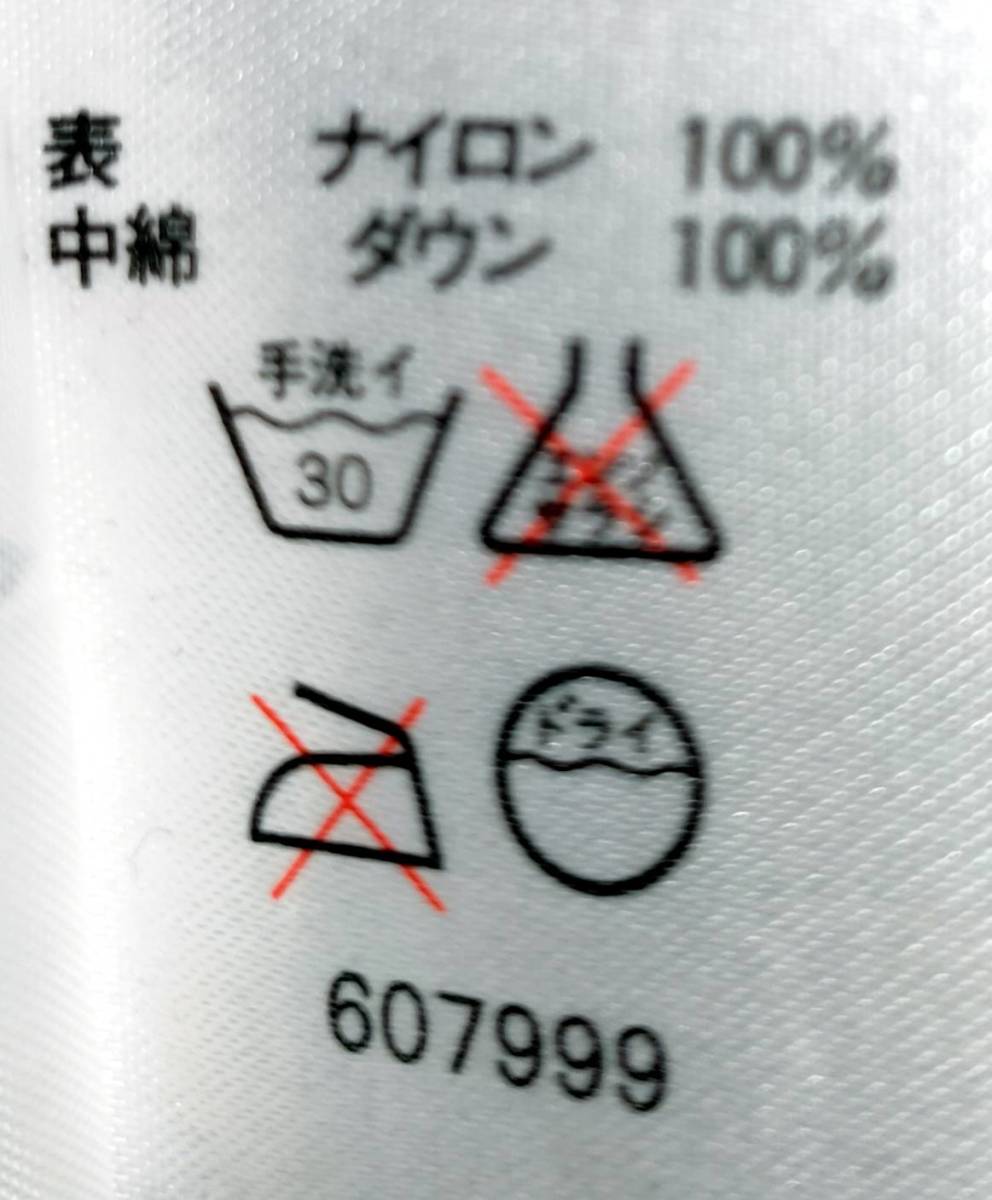 表 ナイロン 100%
中綿 ダウン 100%
手洗イ
30
ドライ
607999